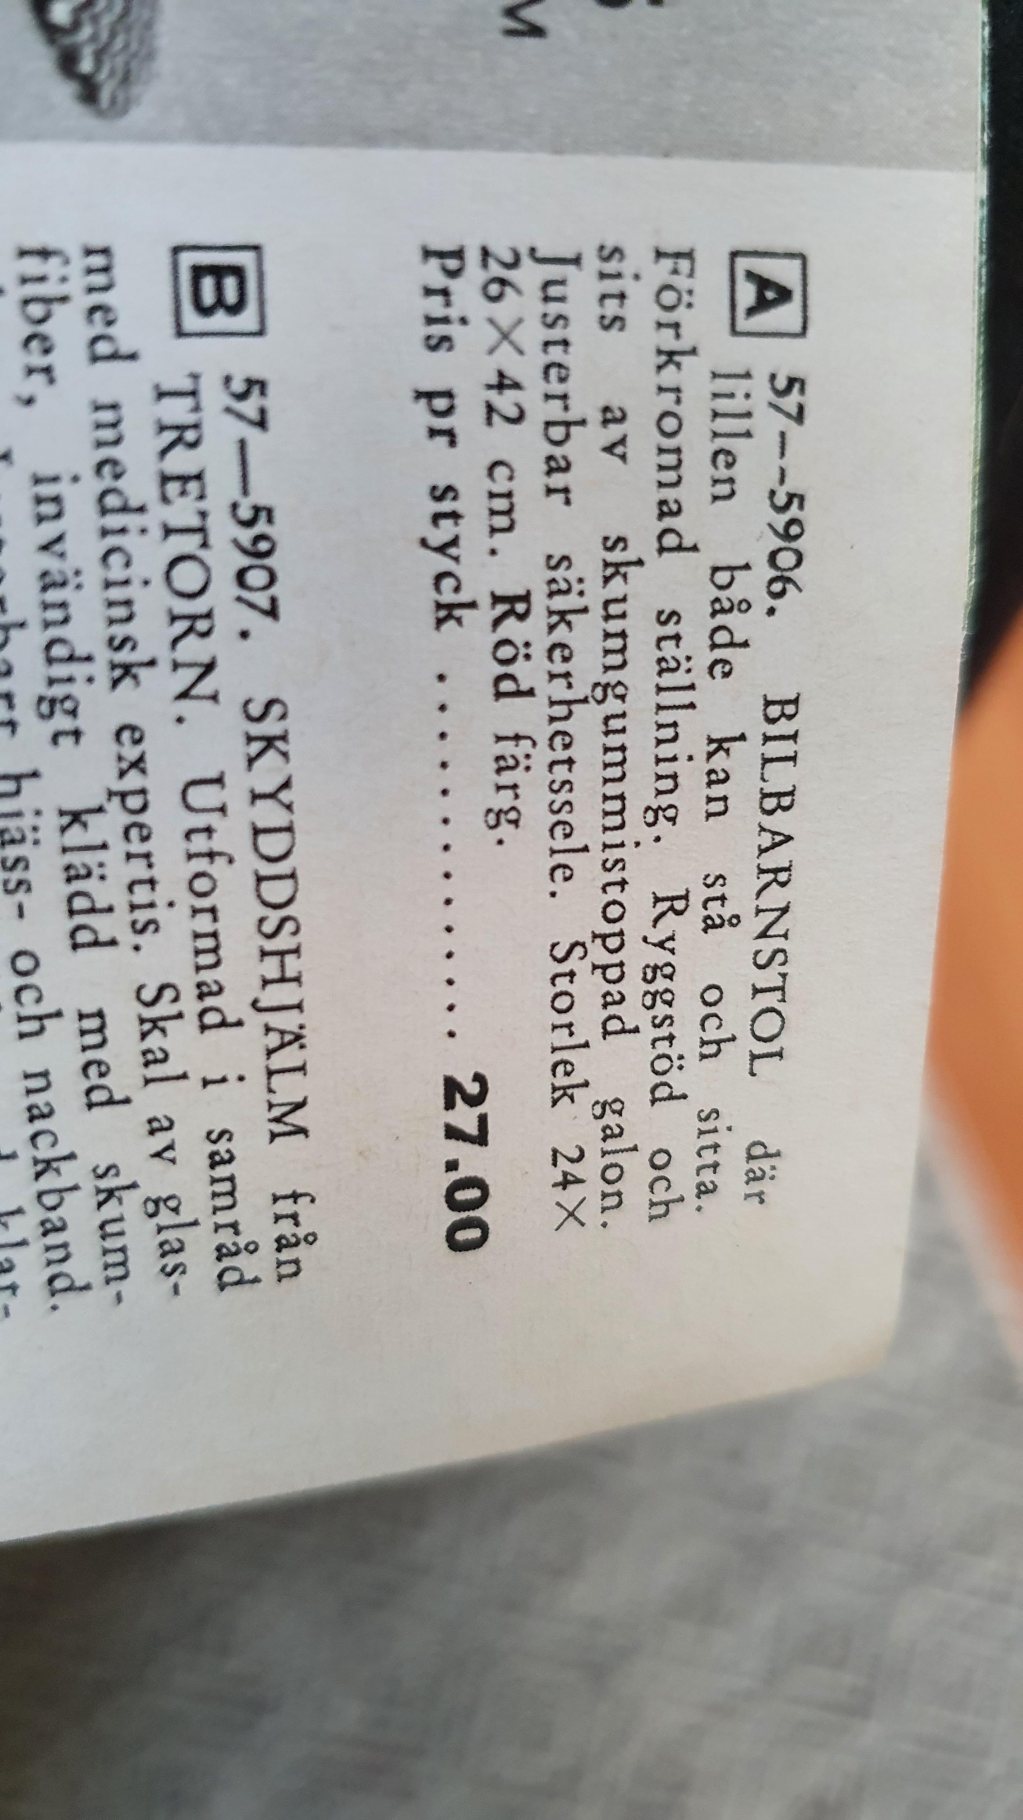 M
A 57--5906. BILBARNSTOL där
lillen både kan stå och sitta.
Förkromad ställning. Ryggstöd och
sits av skumgummistoppad galon.
Justerbar säkerhetssele. Storlek 24×
26×42 cm. Röd färg.
Pris pr styck .................. 27.00
B 57—5907. SKYDDSHJÄLM från
TRETORN. Utformad i samråd
med medicinsk expertis. Skal av glas-
fiber, invändigt klädd med skum-
hjäss- och nackband.